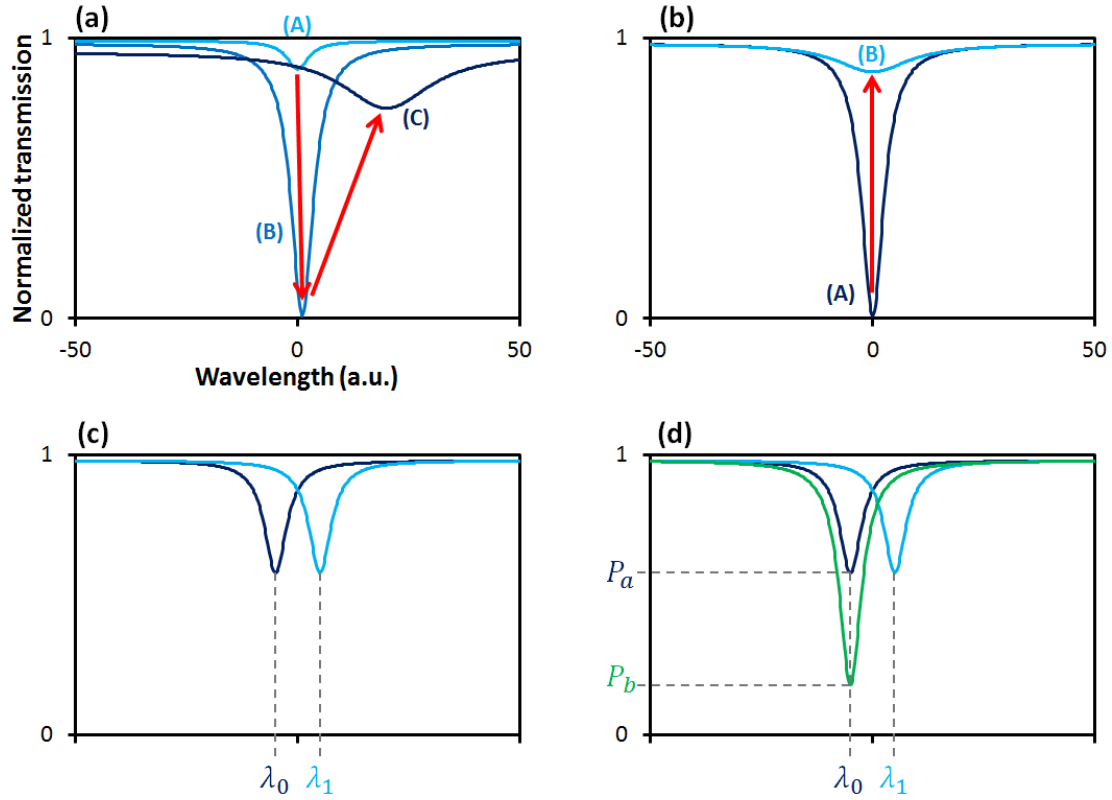 (a)
(A)
1
(C)
(B)
0
-50
0
50
Normalized transmission
Wavelength (a.u.)
(b)
1
(B)
(A)
0
-50
0
50
(c)
1
0
λ0 λ1
(d)
1
Pa
Pb
0
λ0 λ1